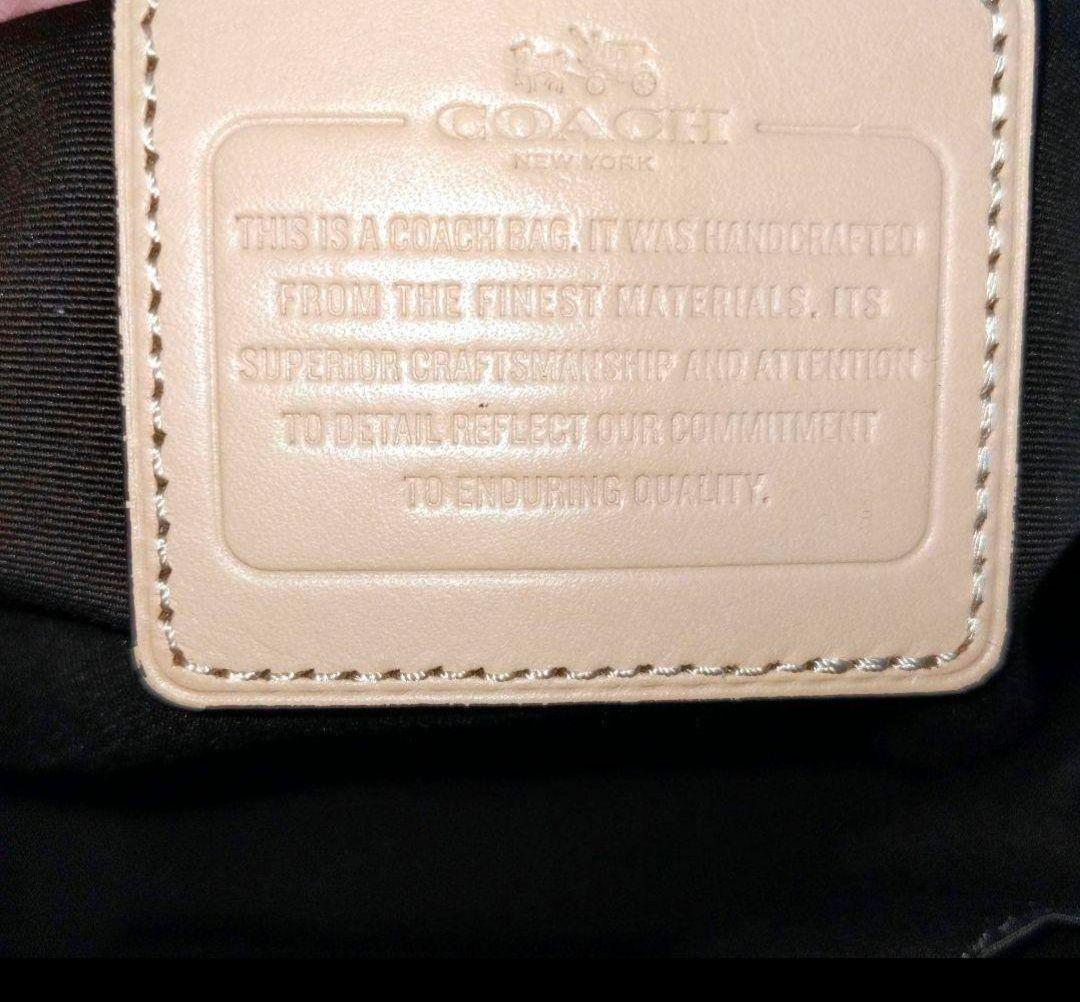 COACH
NEW YORK
THIS IS A COACH BAG. IT WAS HANDCRAFTED
FROM THE FINEST MATERIALS. ITS
SUPERIOR CRAFTSMANSHIP AND ATTENTION
TO DETAIL REFLECT OUR COMMITMENT
TO ENDURING QUALITY.